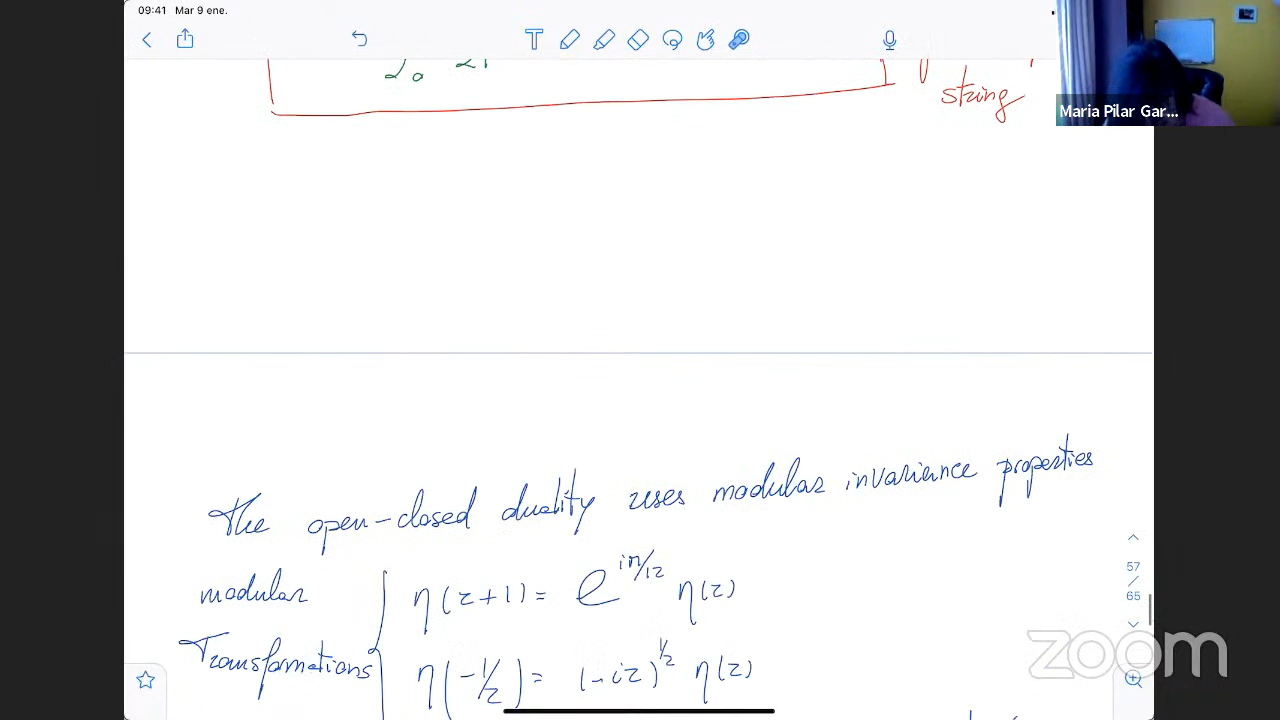 09:41 Mar 9 ene.
string
Maria Pilar Gar...
The open-closed duality uses modular invariance properties
modular
Transformations
η(τ+1) = e^{iπ/12} η(τ)
η(-1/τ) = (-iτ)^{1/2} η(τ)
57
/
65
zoom